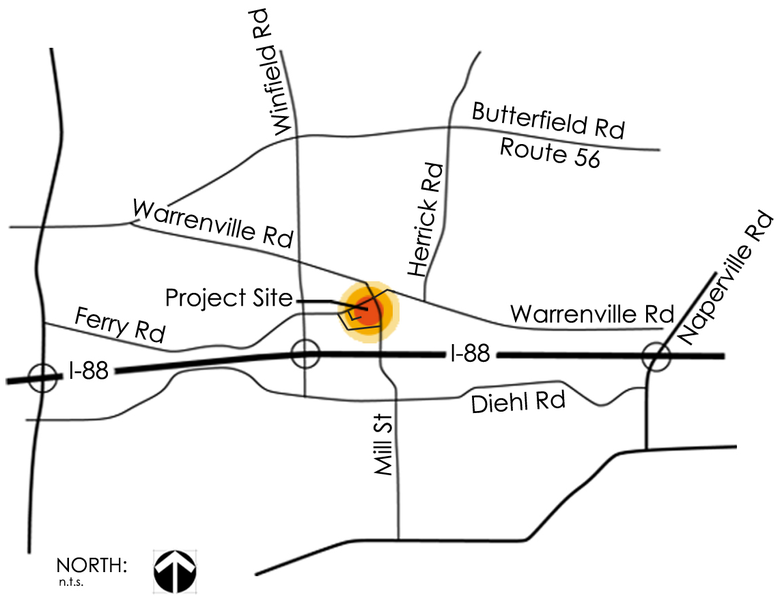 Winfield Rd
Butterfield Rd
Route 56
Herrick Rd
Warrenville Rd
Naperville Rd
Project Site
Warrenville Rd
Ferry Rd
I-88
I-88
Diehl Rd
Mill St
NORTH:
n.t.s.